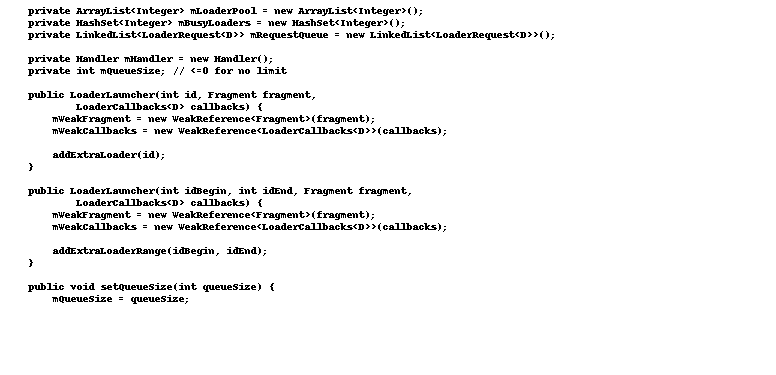 private ArrayList<Integer> mLoaderPool = new ArrayList<Integer>();
private HashSet<Integer> mBusyLoaders = new HashSet<Integer>();
private LinkedList<LoaderRequest<D>> mRequestQueue = new LinkedList<LoaderRequest<D>>();
private Handler mHandler = new Handler();
private int mQueueSize; // <=0 for no limit
public LoaderLauncher(int id, Fragment fragment,
LoaderCallbacks<D> callbacks) {
mWeakFragment = new WeakReference<Fragment>(fragment);
mWeakCallbacks = new WeakReference<LoaderCallbacks<D>>(callbacks);
addExtraLoader(id);
}
public LoaderLauncher(int idBegin, int idEnd, Fragment fragment,
LoaderCallbacks<D> callbacks) {
mWeakFragment = new WeakReference<Fragment>(fragment);
mWeakCallbacks = new WeakReference<LoaderCallbacks<D>>(callbacks);
addExtraLoaderRange(idBegin, idEnd);
}
public void setQueueSize(int queueSize) {
mQueueSize = queueSize;